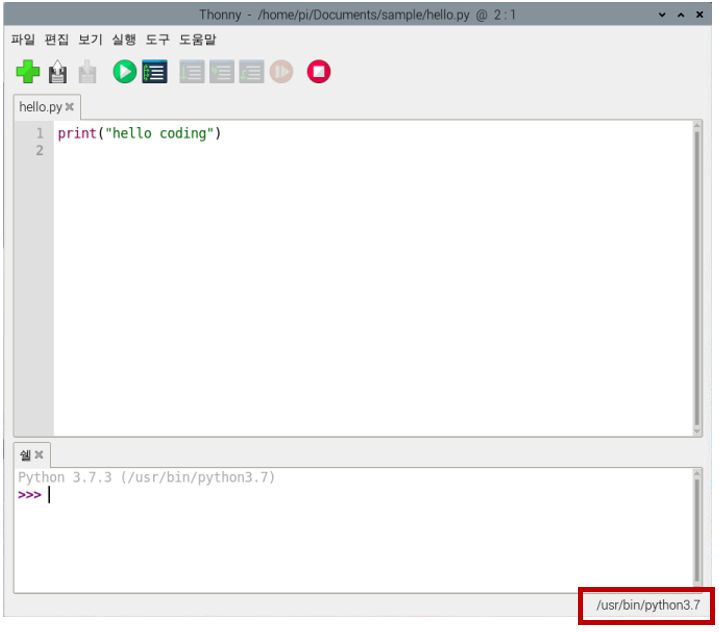 Thonny - /home/pi/Documents/sample/hello.py @ 2:1
파일 편집 보기 실행 도구 도움말
hello.py
1 print("hello coding")
2
쉘
Python 3.7.3 (/usr/bin/python3.7)
>>>
/usr/bin/python3.7